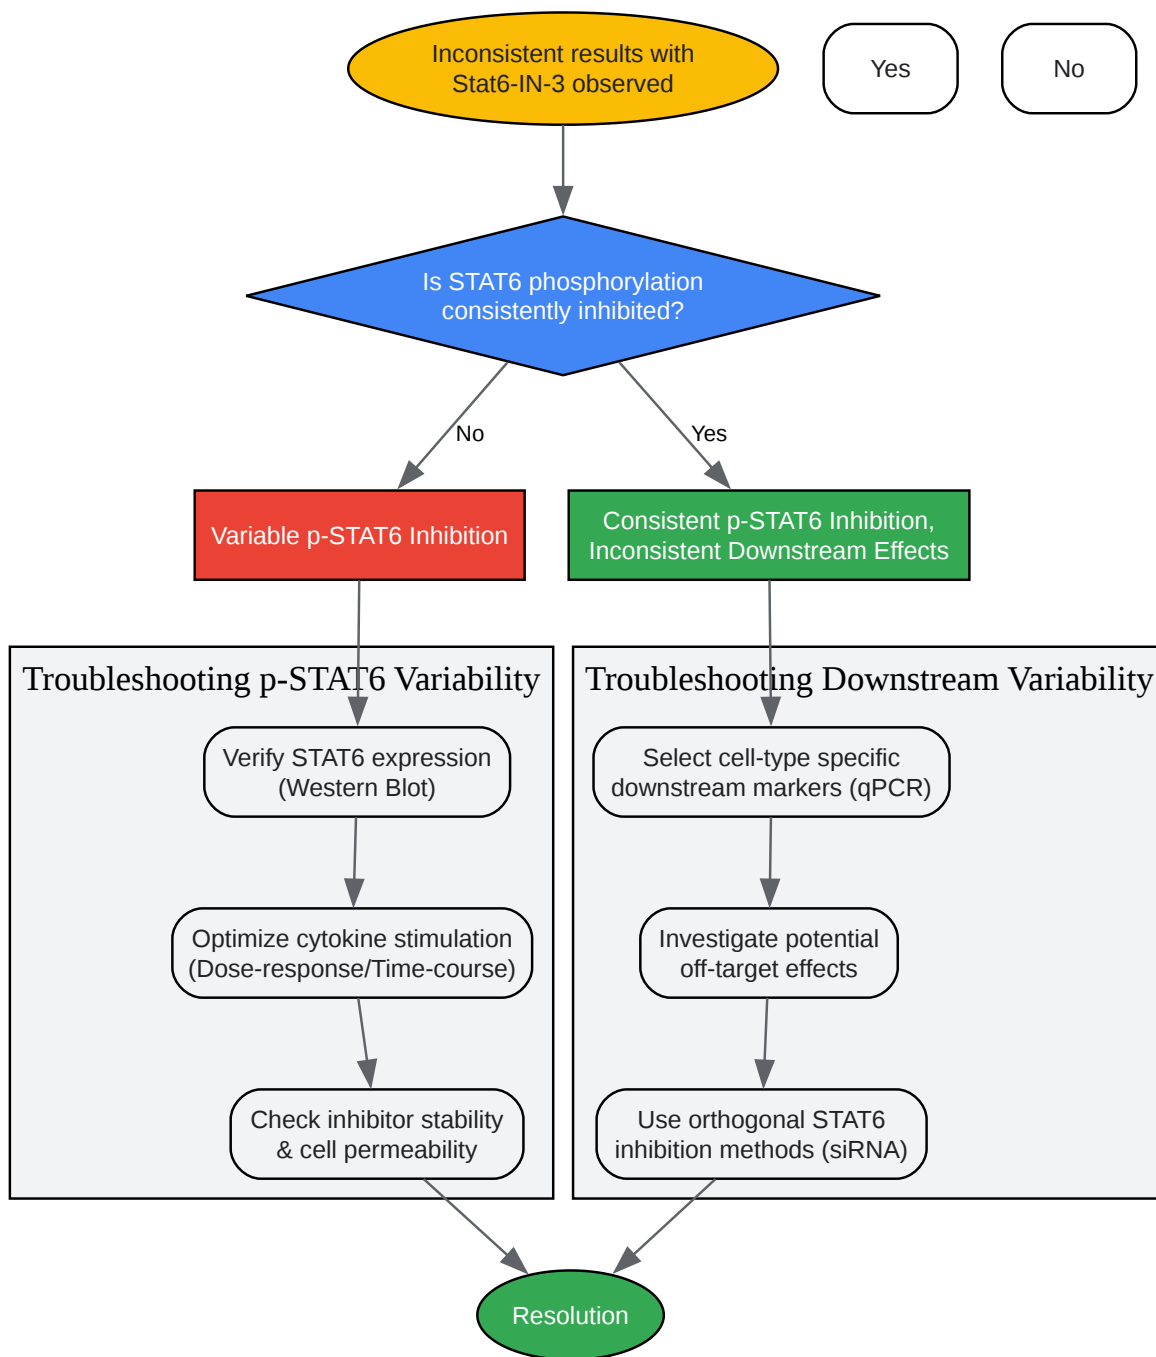 Inconsistent results with
Stat6-IN-3 observed
Yes
No
Is STAT6 phosphorylation
consistently inhibited?
No
Yes
Variable p-STAT6 Inhibition
Consistent p-STAT6 Inhibition,
Inconsistent Downstream Effects
Troubleshooting p-STAT6 Variability
Troubleshooting Downstream Variability
Verify STAT6 expression
(Western Blot)
Select cell-type specific
downstream markers (qPCR)
Optimize cytokine stimulation
(Dose-response/Time-course)
Investigate potential
off-target effects
Check inhibitor stability
& cell permeability
Use orthogonal STAT6
inhibition methods (siRNA)
Resolution